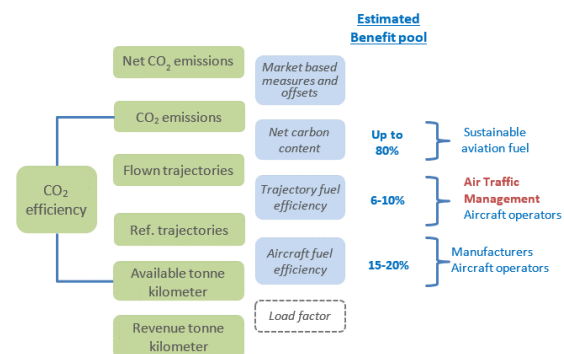 Estimated
Benefit pool
Net CO2 emissions
Market based
measures and
offsets
CO2 emissions
Net carbon
content
Up to
80%
Sustainable
aviation fuel
Flown trajectories
CO2
efficiency
Trajectory fuel
efficiency
6-10%
Air Traffic
Management
Aircraft operators
Ref. trajectories
Aircraft fuel
efficiency
15-20%
Manufacturers
Aircraft operators
Available tonne
kilometer
Load factor
Revenue tonne
kilometer